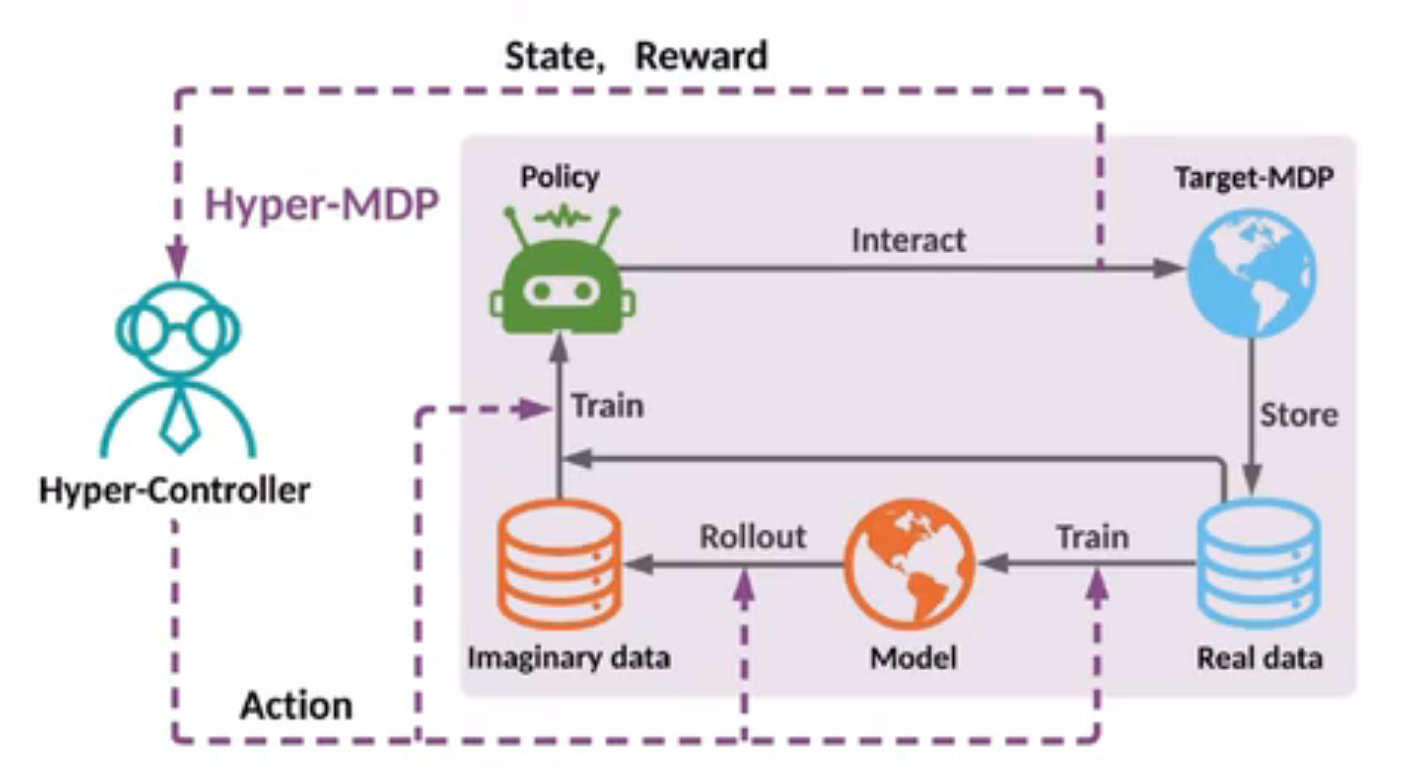 State, Reward
Hyper-MDP
Policy
Target-MDP
Interact
Train
Store
Hyper-Controller
Rollout
Train
Imaginary data
Model
Real data
Action